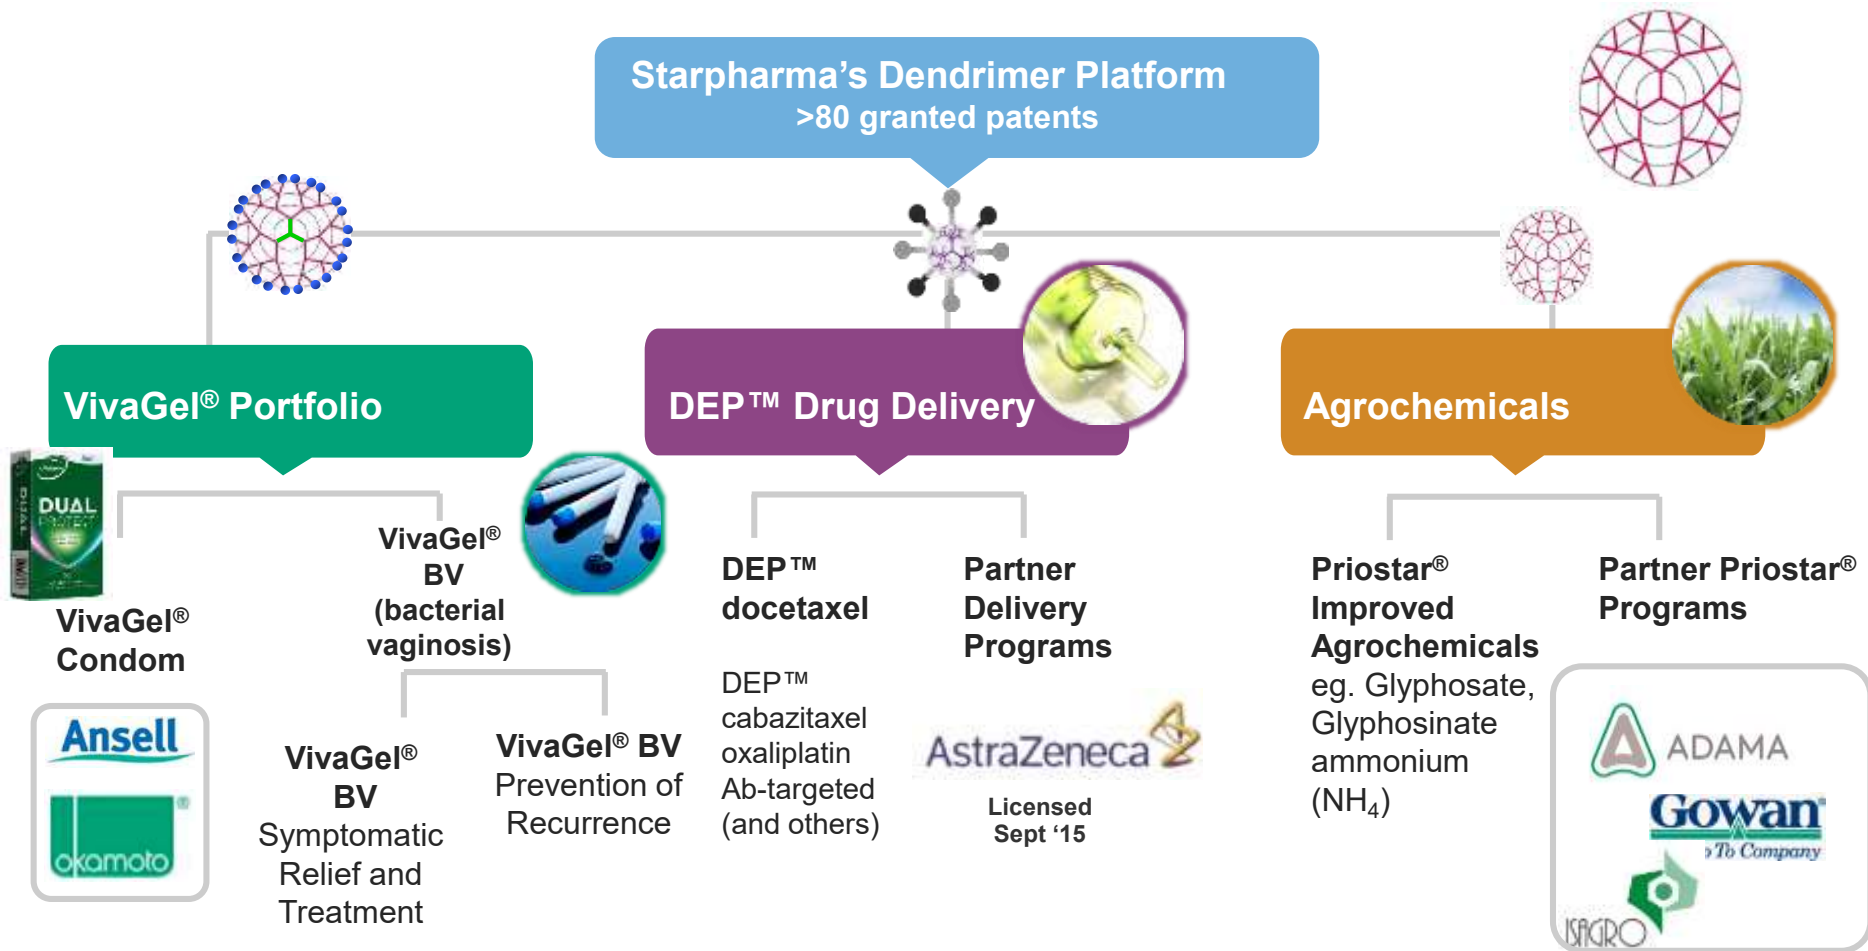 Starpharma's Dendrimer Platform
>80 granted patents
VivaGel® Portfolio
DEP™ Drug Delivery
Agrochemicals
DUAL
PROTECT
DUAL
VivaGel®
Condom
Ansell
okamoto®
VivaGel®
BV
(bacterial
vaginosis)
VivaGel®
BV
Symptomatic
Relief and
Treatment
VivaGel® BV
Prevention of
Recurrence
DEP™
docetaxel
DEP™
cabazitaxel
oxaliplatin
Ab-targeted
(and others)
Partner
Delivery
Programs
AstraZeneca
Licensed
Sept ‘15
Priostar®
Improved
Agrochemicals
eg. Glyphosate,
Glyphosinate
ammonium
(NH₄)
Partner Priostar®
Programs
ADAMA
Gowan®
To Company
ISAGRO